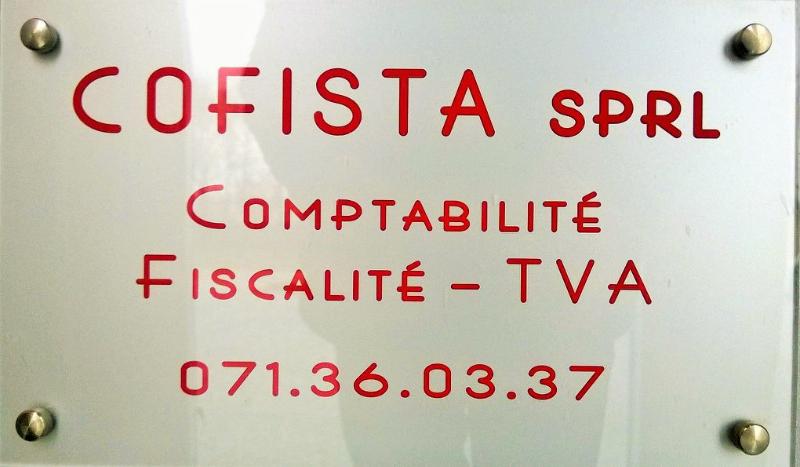 COFISTA SPRL
COMPTABILITÉ
FISCALITÉ - TVA
071.36.03.37